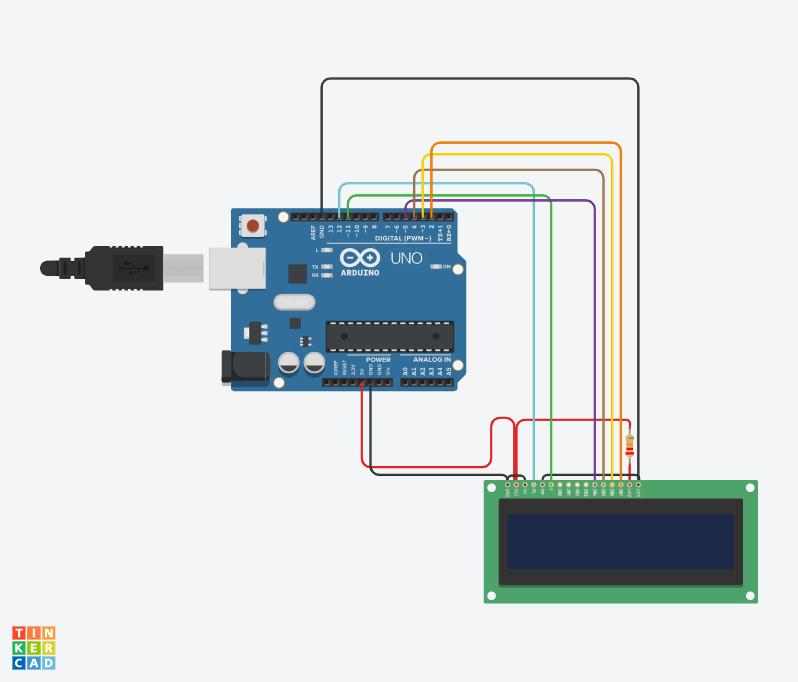 AREF
GND
13
12
~11
~10
~9
8
7
~6
~5
4
~3
2
TX→1
RX←0
DIGITAL (PWM~)
L
TX
RX
UNO
ON
ARDUINO
POWER
ANALOG IN
IOREF
RESET
3.3V
5V
GND
GND
Vin
A0
A1
A2
A3
A4
A5
TIN
KER
CAD